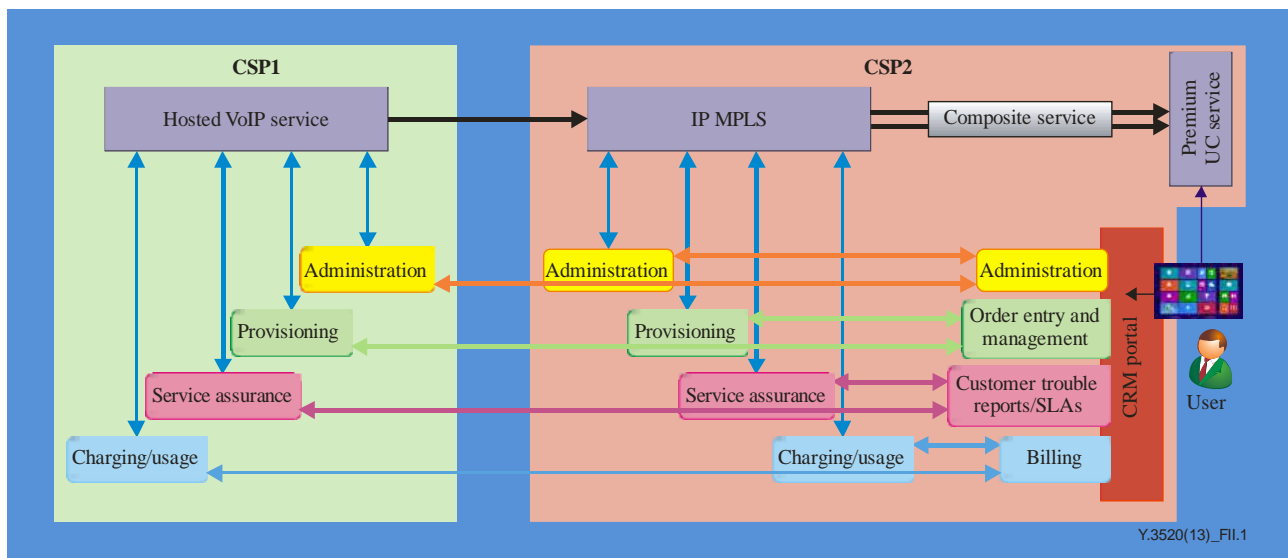 CSP1
CSP2
Hosted VoIP service
IP MPLS
Composite service
Premium
UC service
Administration
Administration
Administration
Provisioning
Provisioning
Order entry and
management
Service assurance
Service assurance
Customer trouble
reports/SLAs
Charging/usage
Charging/usage
Billing
CRM portal
User
Y.3520(13)_FII.1